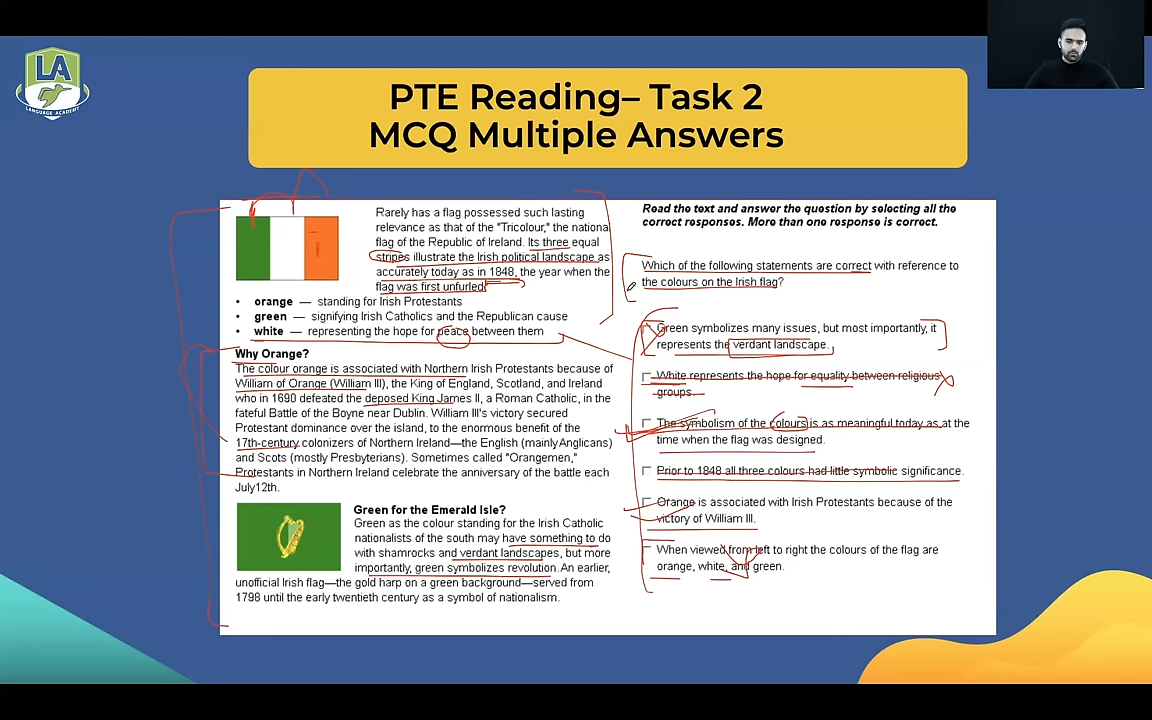 LA
LANGUAGE ACADEMY
PTE Reading– Task 2
MCQ Multiple Answers
Rarely has a flag possessed such lasting
relevance as that of the "Tricolour," the national
flag of the Republic of Ireland. Its three equal
stripes illustrate the Irish political landscape as
accurately today as in 1848, the year when the
flag was first unfurled
• orange — standing for Irish Protestants
• green — signifying Irish Catholics and the Republican cause
• white — representing the hope for peace between them
Why Orange?
The colour orange is associated with Northern Irish Protestants because of
William of Orange (William III), the King of England, Scotland, and Ireland
who in 1690 defeated the deposed King James II, a Roman Catholic, in the
fateful Battle of the Boyne near Dublin. William III's victory secured
Protestant dominance over the island, to the enormous benefit of the
17th-century colonizers of Northern Ireland—the English (mainly Anglicans)
and Scots (mostly Presbyterians). Sometimes called "Orangemen,"
Protestants in Northern Ireland celebrate the anniversary of the battle each
July12th.
Green for the Emerald Isle?
Green as the colour standing for the Irish Catholic
nationalists of the south may have something to do
with shamrocks and verdant landscapes, but more
importantly, green symbolizes revolution. An earlier,
unofficial Irish flag—the gold harp on a green background—served from
1798 until the early twentieth century as a symbol of nationalism.
Read the text and answer the question by selecting all the
correct responses. More than one response is correct.
Which of the following statements are correct with reference to
the colours on the Irish flag?
Green symbolizes many issues, but most importantly, it
represents the verdant landscape.
White represents the hope for equality between religious
groups.
The symbolism of the colours is as meaningful today as at the
time when the flag was designed.
Prior to 1848 all three colours had little symbolic significance.
Orange is associated with Irish Protestants because of the
victory of William III.
When viewed from left to right the colours of the flag are
orange, white, and green.